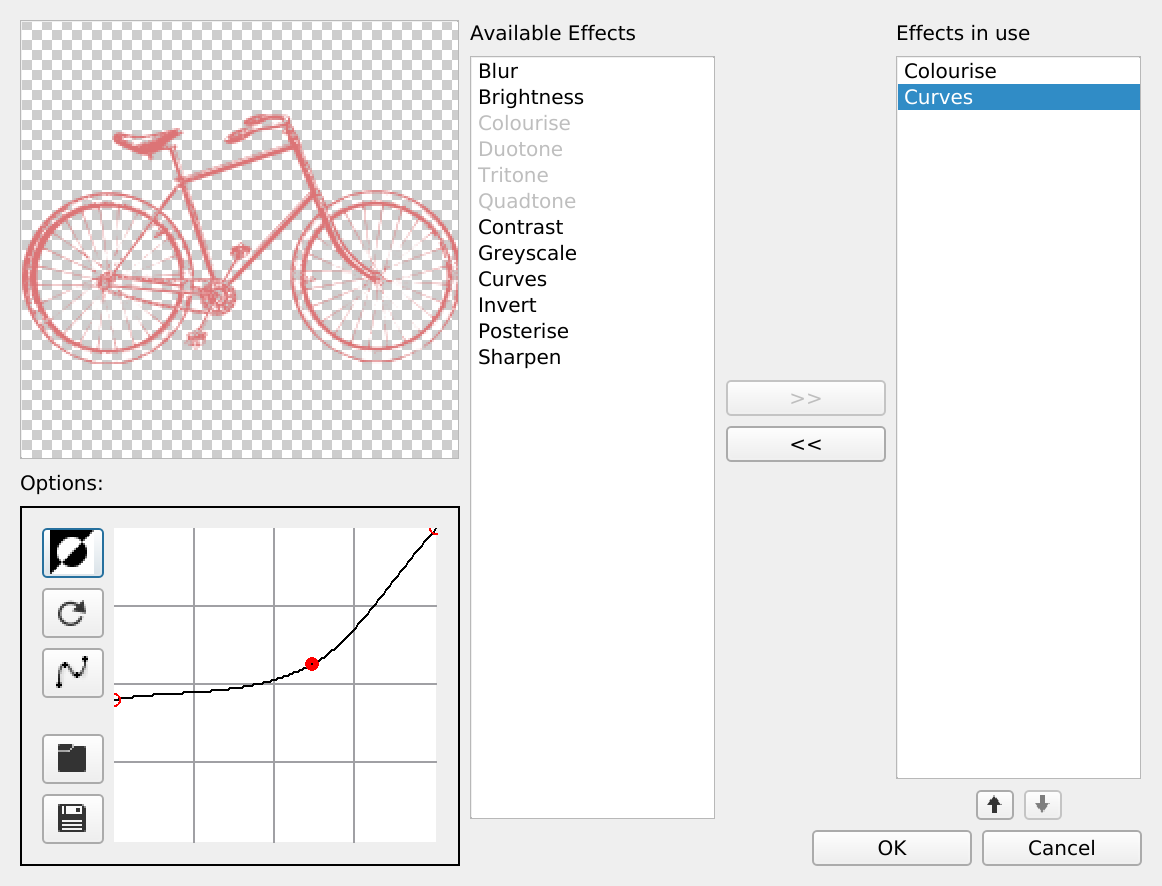 Available Effects
Blur
Brightness
Colourise
Duotone
Tritone
Quadtone
Contrast
Greyscale
Curves
Invert
Posterise
Sharpen
>>
<<
Effects in use
Colourise
Curves
Options:
OK
Cancel